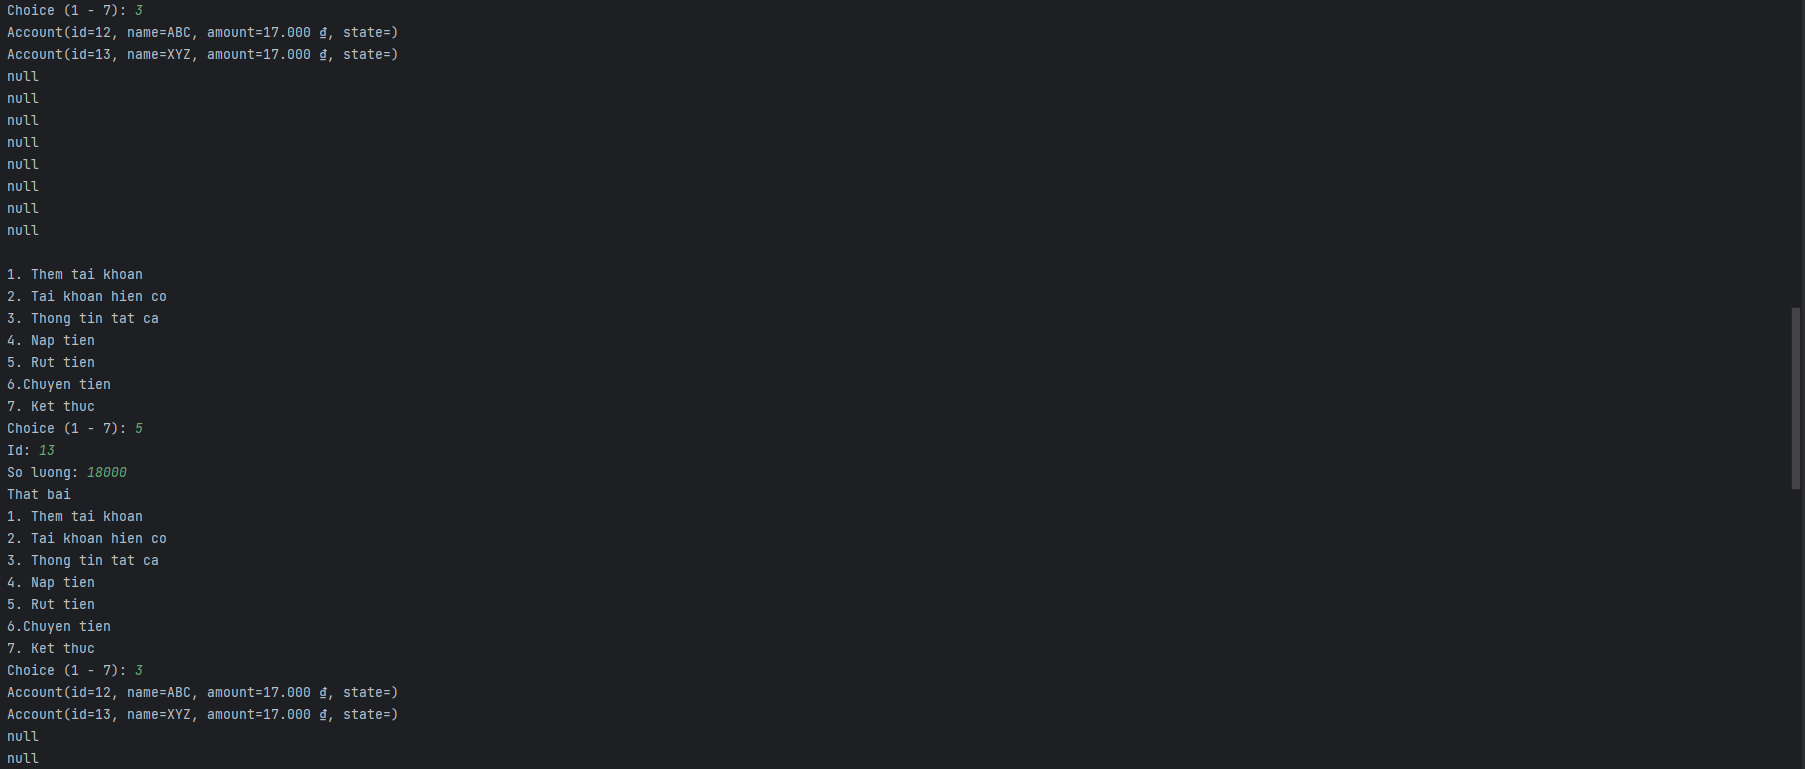 Choice (1 - 7): 3
Account(id=12, name=ABC, amount=17.000 ₫, state=)
Account(id=13, name=XYZ, amount=17.000 ₫, state=)
null
null
null
null
null
null
null
null
1. Them tai khoan
2. Tai khoan hien co
3. Thong tin tat ca
4. Nap tien
5. Rut tien
6.Chuyen tien
7. Ket thuc
Choice (1 - 7): 5
Id: 13
So luong: 18000
That bai
1. Them tai khoan
2. Tai khoan hien co
3. Thong tin tat ca
4. Nap tien
5. Rut tien
6.Chuyen tien
7. Ket thuc
Choice (1 - 7): 3
Account(id=12, name=ABC, amount=17.000 ₫, state=)
Account(id=13, name=XYZ, amount=17.000 ₫, state=)
null
null